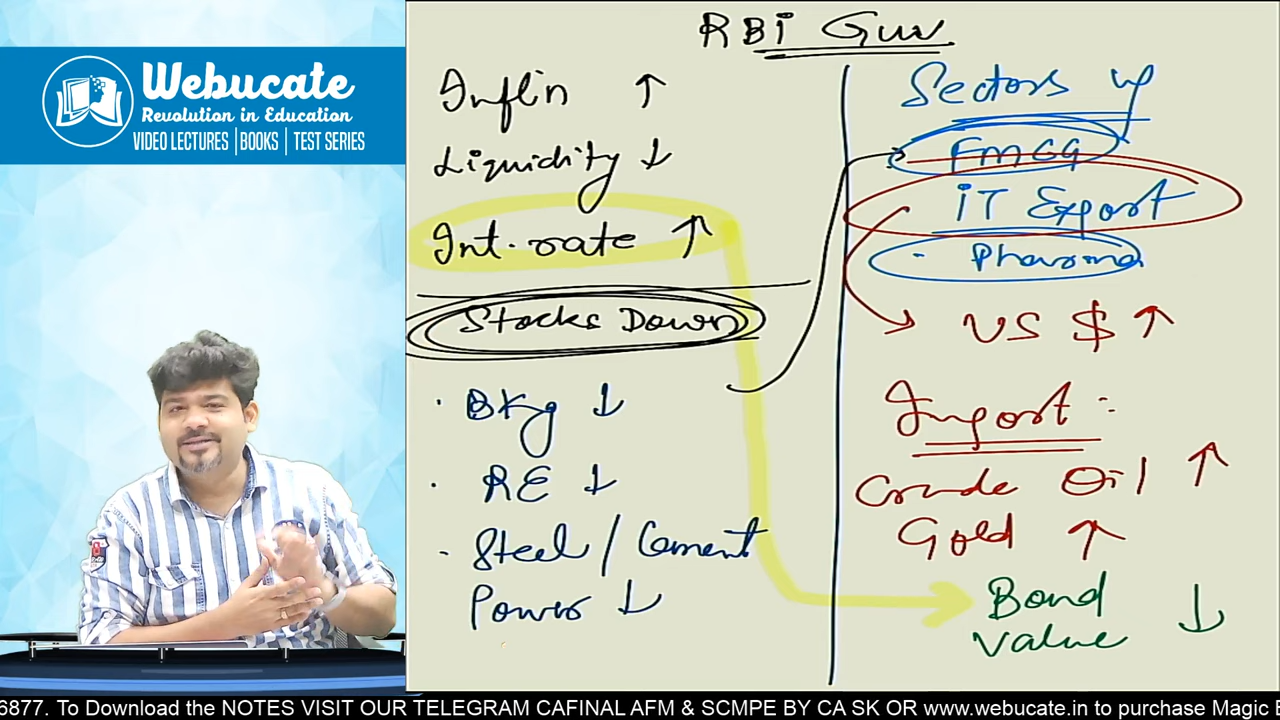 Webucate
Revolution in Education
VIDEO LECTURES | BOOKS | TEST SERIES
RBI Guv
Infln ↑
Liquidity ↓
Int. rate ↑
Stocks Down
· Bkg ↓
· RE ↓
- Steel / Cement
Power ↓
Sectors up
FMCG
IT Export
· Pharma
US $ ↑
Import :-
Crude Oil ↑
Gold ↑
Bond
Value ↓
6877. To Download the NOTES VISIT OUR TELEGRAM CAFINAL AFM & SCMPE BY CA SK OR www.webucate.in to purchase Magic